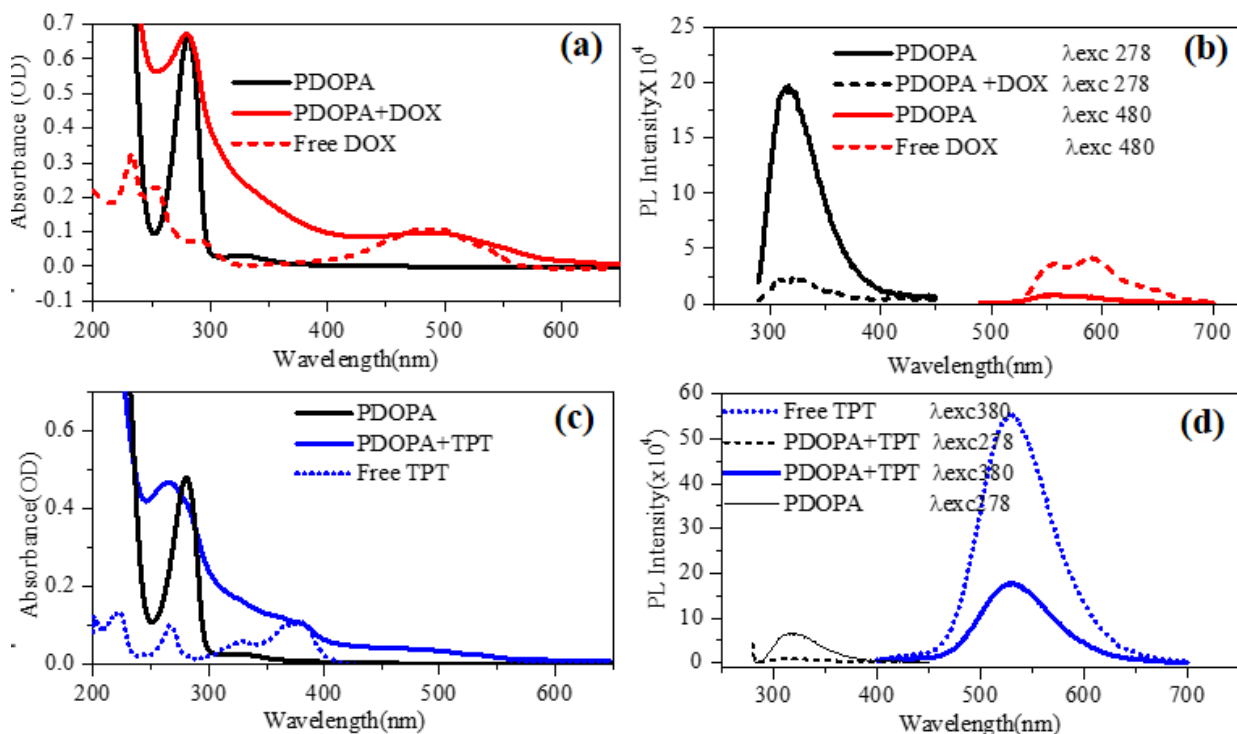 (a)
Absorbance (OD)
0.7
0.6
0.5
0.4
0.3
0.2
0.1
0.0
-0.1
PDOPA
PDOPA+DOX
Free DOX
200 300 400 500 600
Wavelength(nm)
(b)
PL Intensity X 10⁴
25
20
15
10
5
0
PDOPA λexc 278
PDOPA +DOX λexc 278
PDOPA λexc 480
Free DOX λexc 480
300 400 500 600 700
Wavelength(nm)
(c)
Absorbance(OD)
0.6
0.4
0.2
0.0
PDOPA
PDOPA+TPT
Free TPT
200 300 400 500 600
Wavelength(nm)
(d)
PL Intensity(x10⁴)
60
50
40
30
20
10
0
Free TPT λexc380
PDOPA+TPT λexc278
PDOPA+TPT λexc380
PDOPA λexc278
300 400 500 600 700
Wavelength(nm)